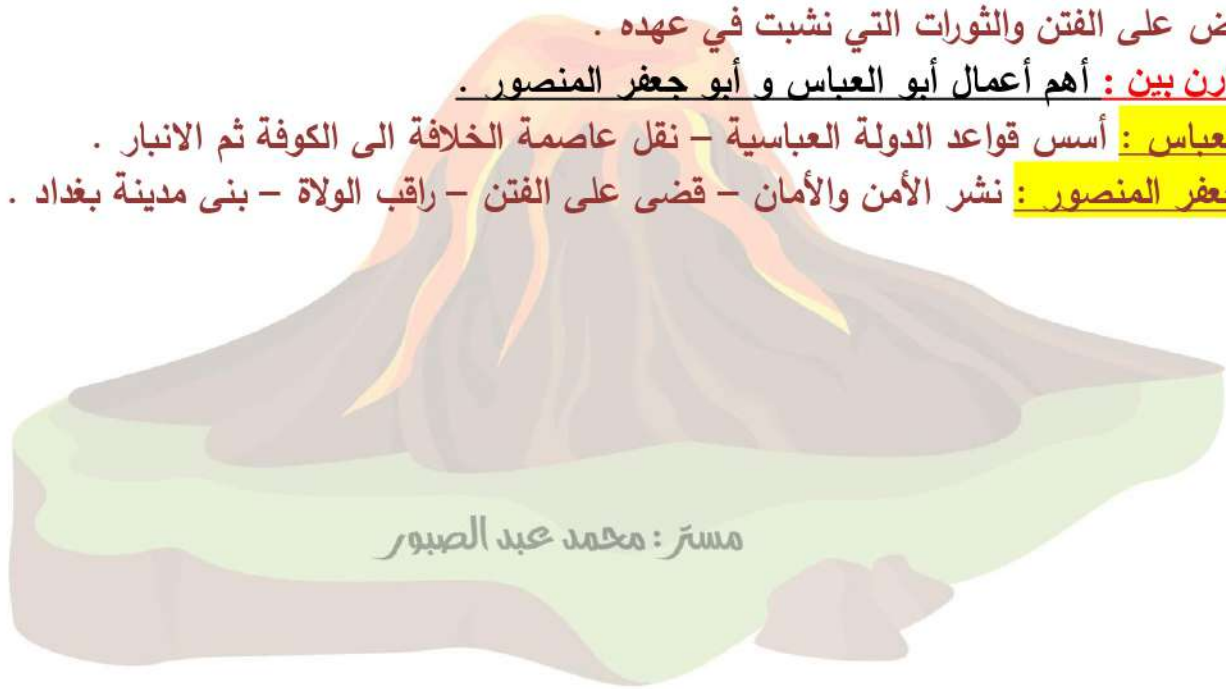 ض على الفتن والثورات التي نشبت في عهده .
رن بين : أهم أعمال أبو العباس و أبو جعفر المنصور .
عباس : أسس قواعد الدولة العباسية – نقل عاصمة الخلافة الى الكوفة ثم الانبار .
عفر المنصور : نشر الأمن والأمان – قضى على الفتن – راقب الولاة – بنى مدينة بغداد .
مستر : محمد عبد الصبور